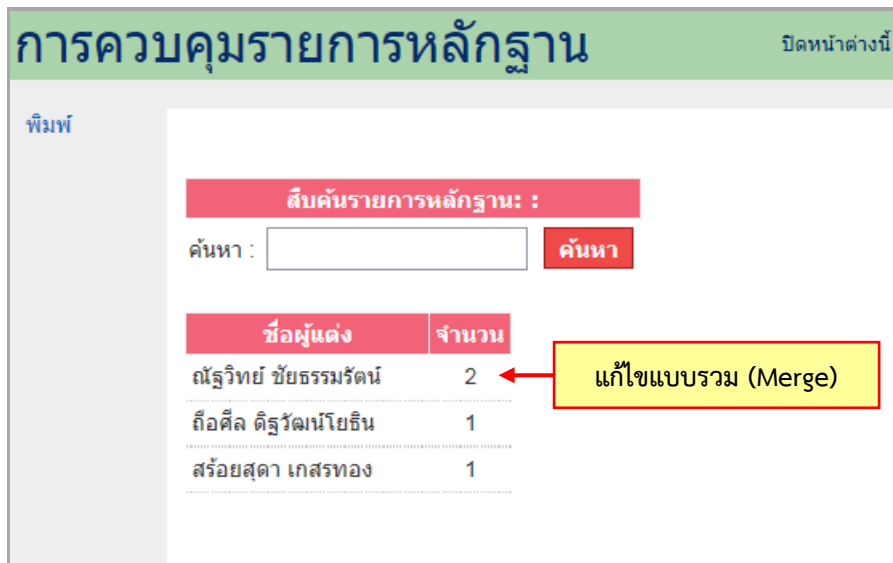 การควบคุมรายการหลักฐาน ปิดหน้าต่างนี้
พิมพ์
สืบค้นรายการหลักฐาน: :
ค้นหา : ค้นหา
ชื่อผู้แต่ง จำนวน
ณัฐวิทย์ ชัยธรรมรัตน์ 2
แก้ไขแบบรวม (Merge)
ถือศีล ดิฐวัฒน์โยธิน 1
สร้อยสุดา เกสรทอง 1